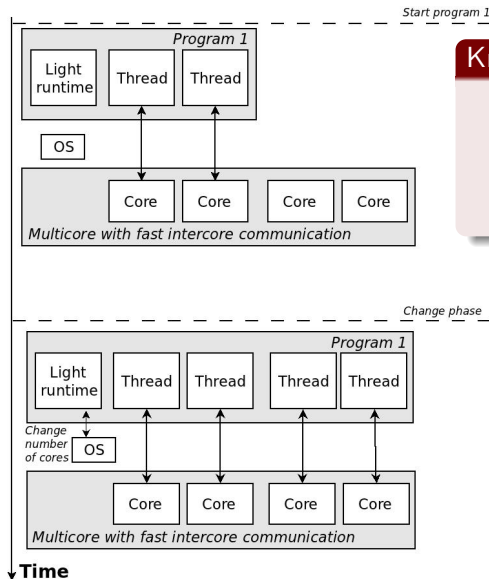 Start program 1
Program 1
Light
runtime
Thread
Thread
OS
Core
Core
Core
Core
Multicore with fast intercore communication
Change phase
Program 1
Light
runtime
Thread
Thread
Thread
Thread
Change
number
of cores
OS
Core
Core
Core
Core
Multicore with fast intercore communication
Time